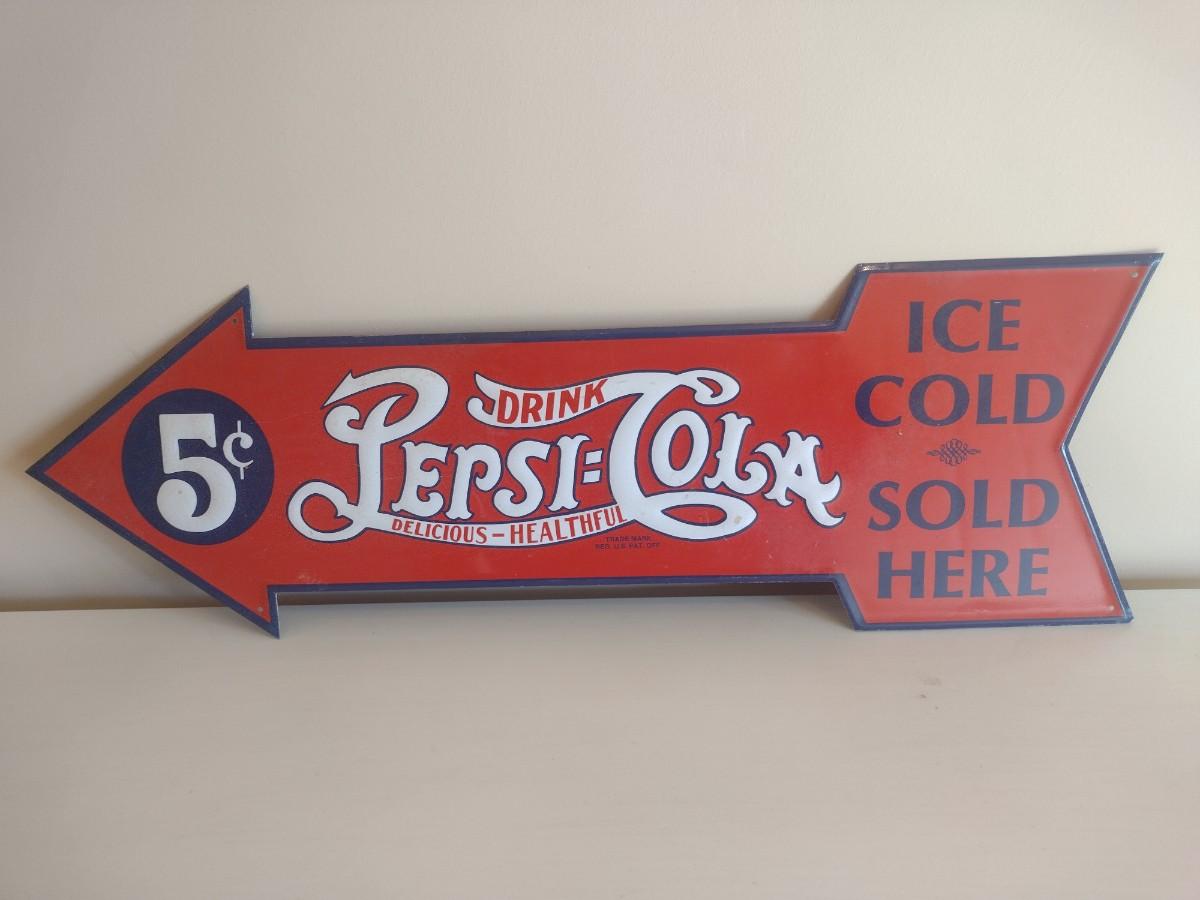 5¢
DRINK
PEPSI=COLA
DELICIOUS-HEALTHFUL
TRADE MARK
REG. U.S. PAT. OFF.
ICE
COLD
SOLD
HERE